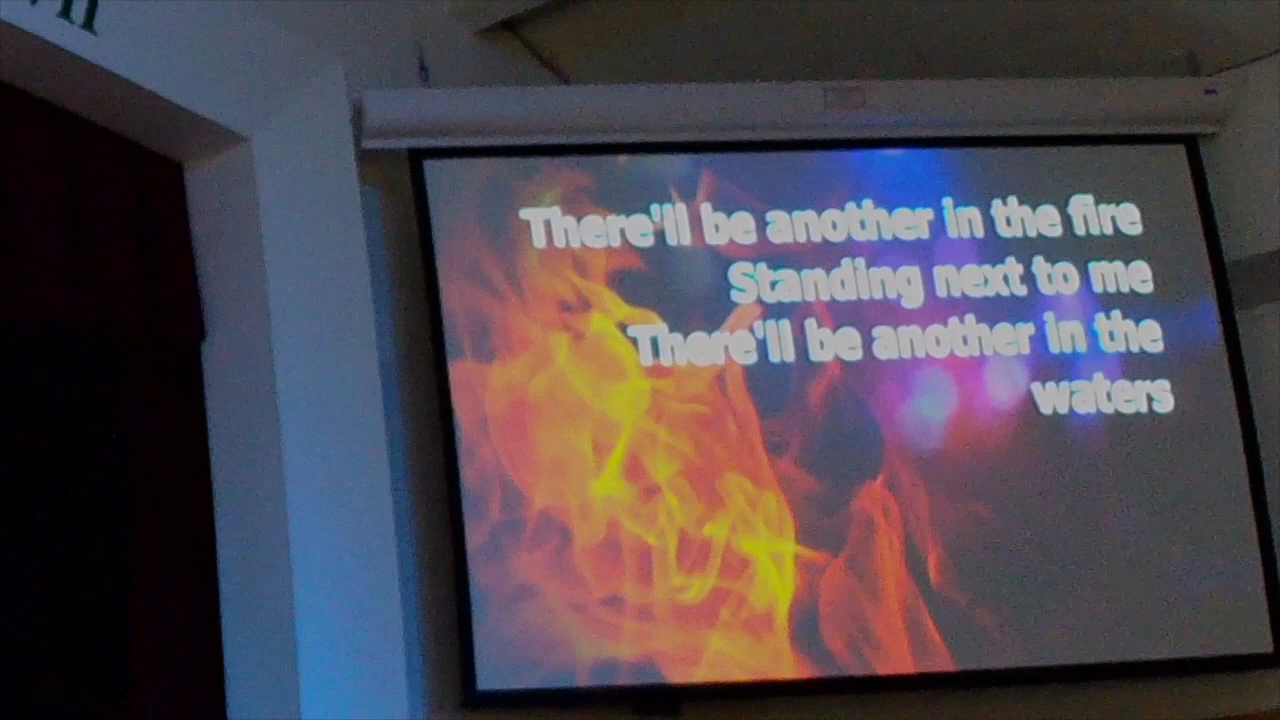 There'll be another in the fire
Standing next to me
There'll be another in the
waters